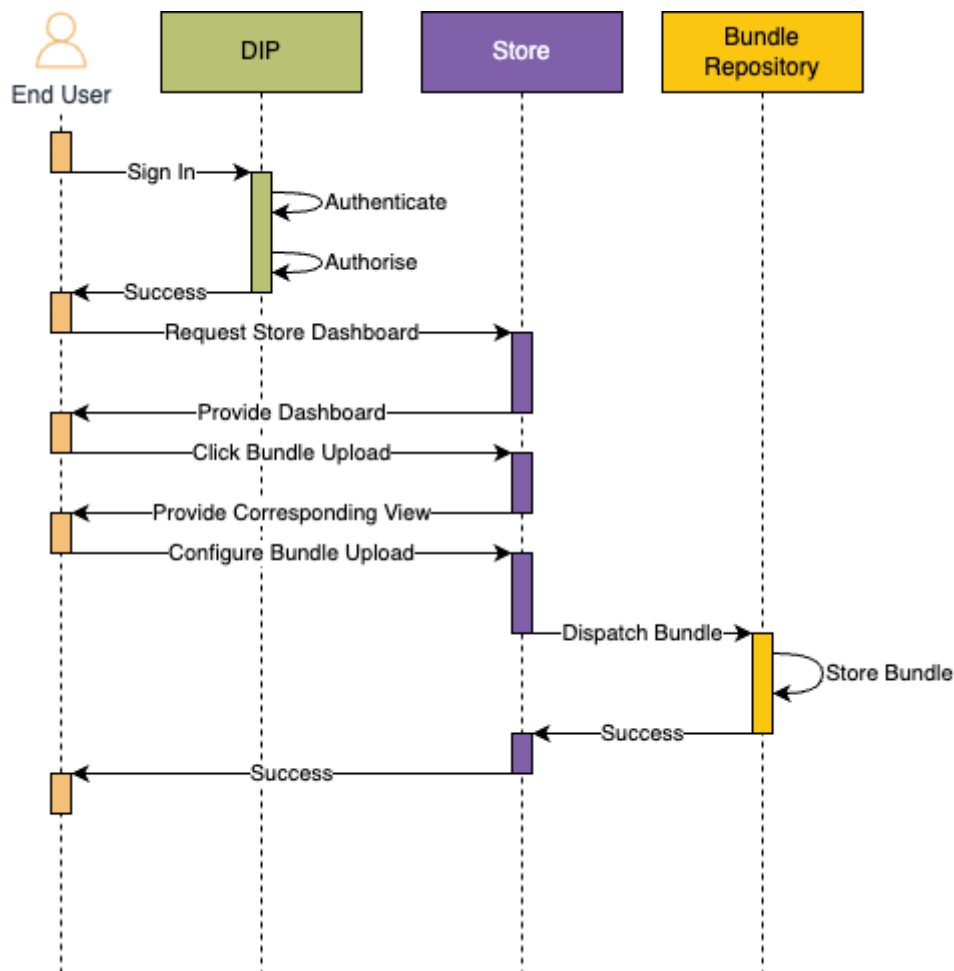 End User
DIP
Store
Bundle
Repository
Sign In
Authenticate
Authorise
Success
Request Store Dashboard
Provide Dashboard
Click Bundle Upload
Provide Corresponding View
Configure Bundle Upload
Dispatch Bundle
Store Bundle
Success
Success